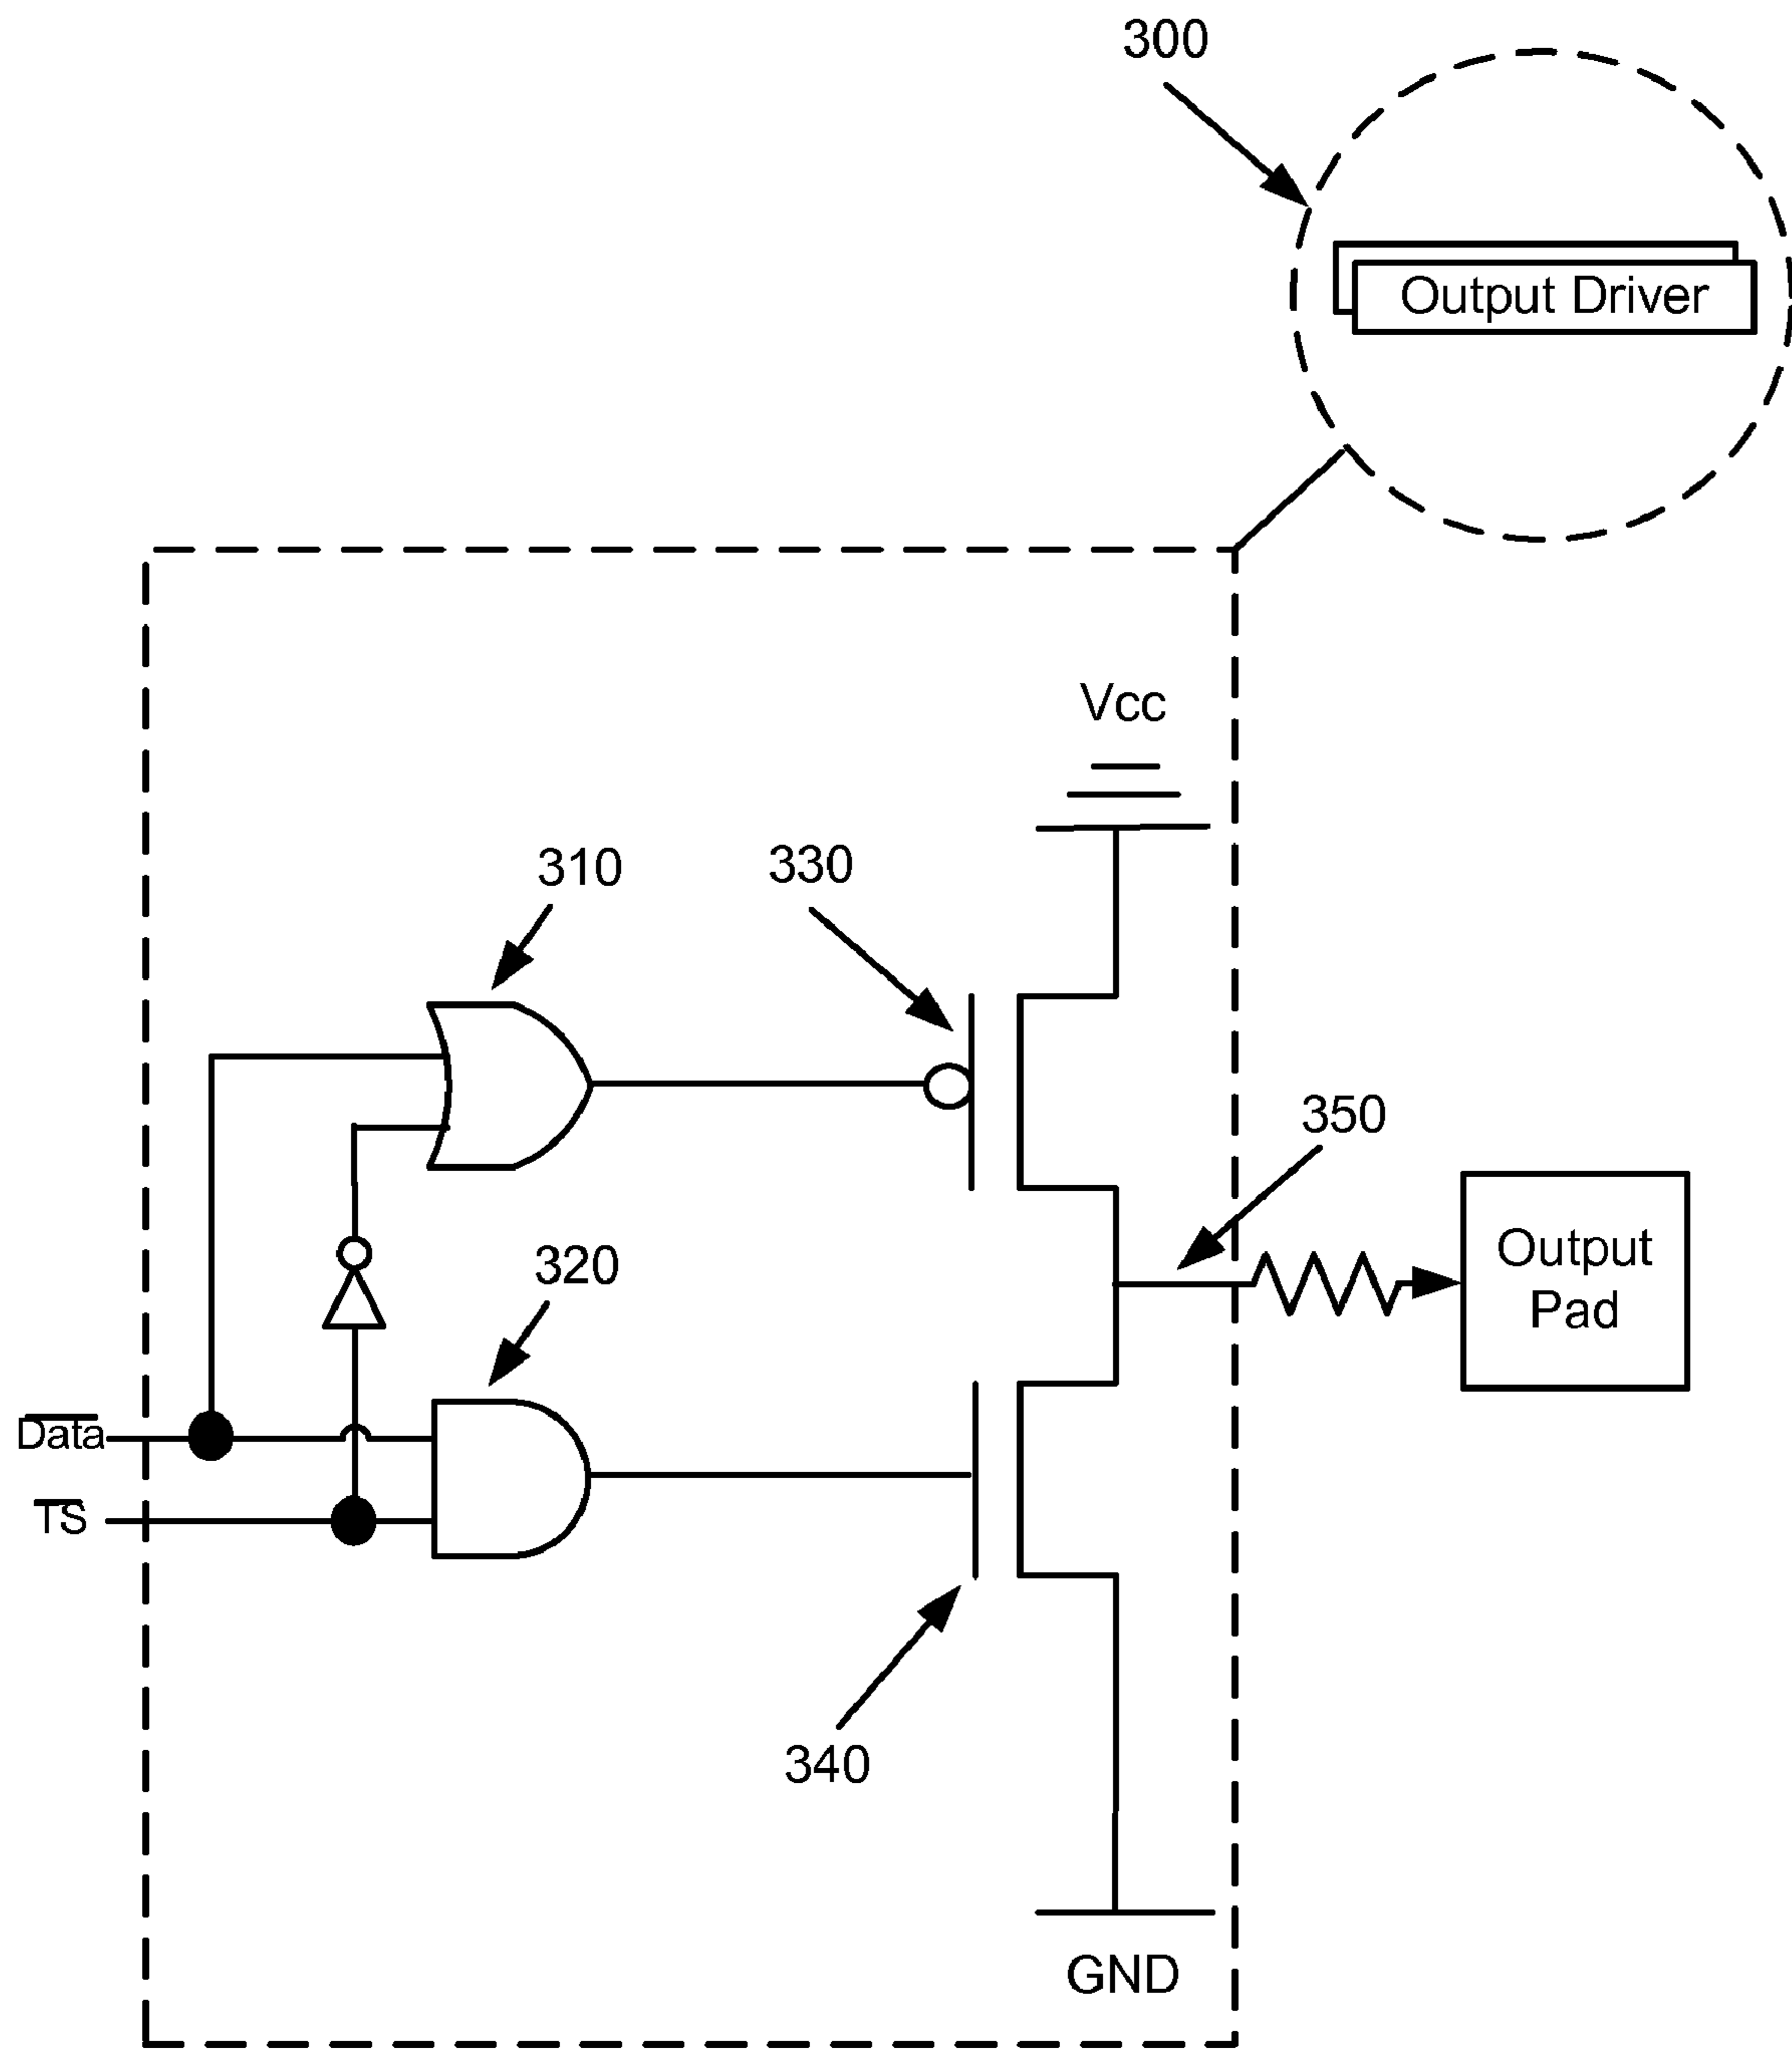 300
Output Driver
Vcc
310
330
350
Output
Pad
320
Data
TS
340
GND